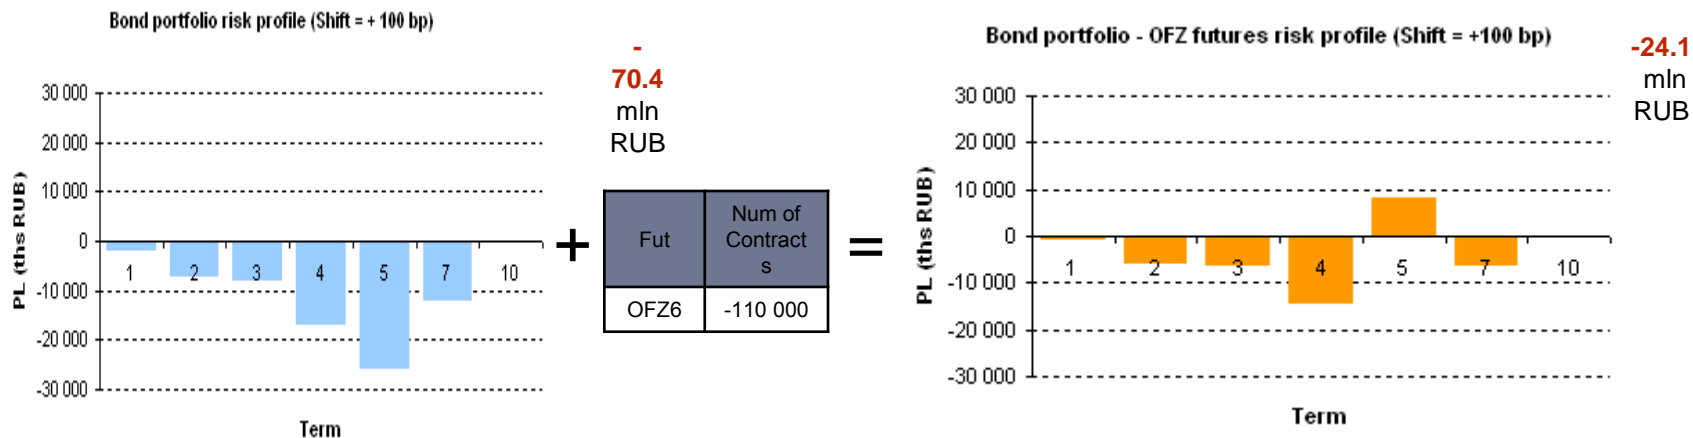 Bond portfolio risk profile (Shift = + 100 bp)
-
70.4
mln
RUB
30 000
20 000
10 000
0
-10 000
-20 000
-30 000
PL (ths RUB)
1 2 3 4 5 7 10
Term
+
Fut
Num of
Contract
s
OFZ6
-110 000
=
Bond portfolio - OFZ futures risk profile (Shift = +100 bp)
-24.1
mln
RUB
30 000
20 000
10 000
0
-10 000
-20 000
-30 000
PL (ths RUB)
1 2 3 4 5 7 10
Term